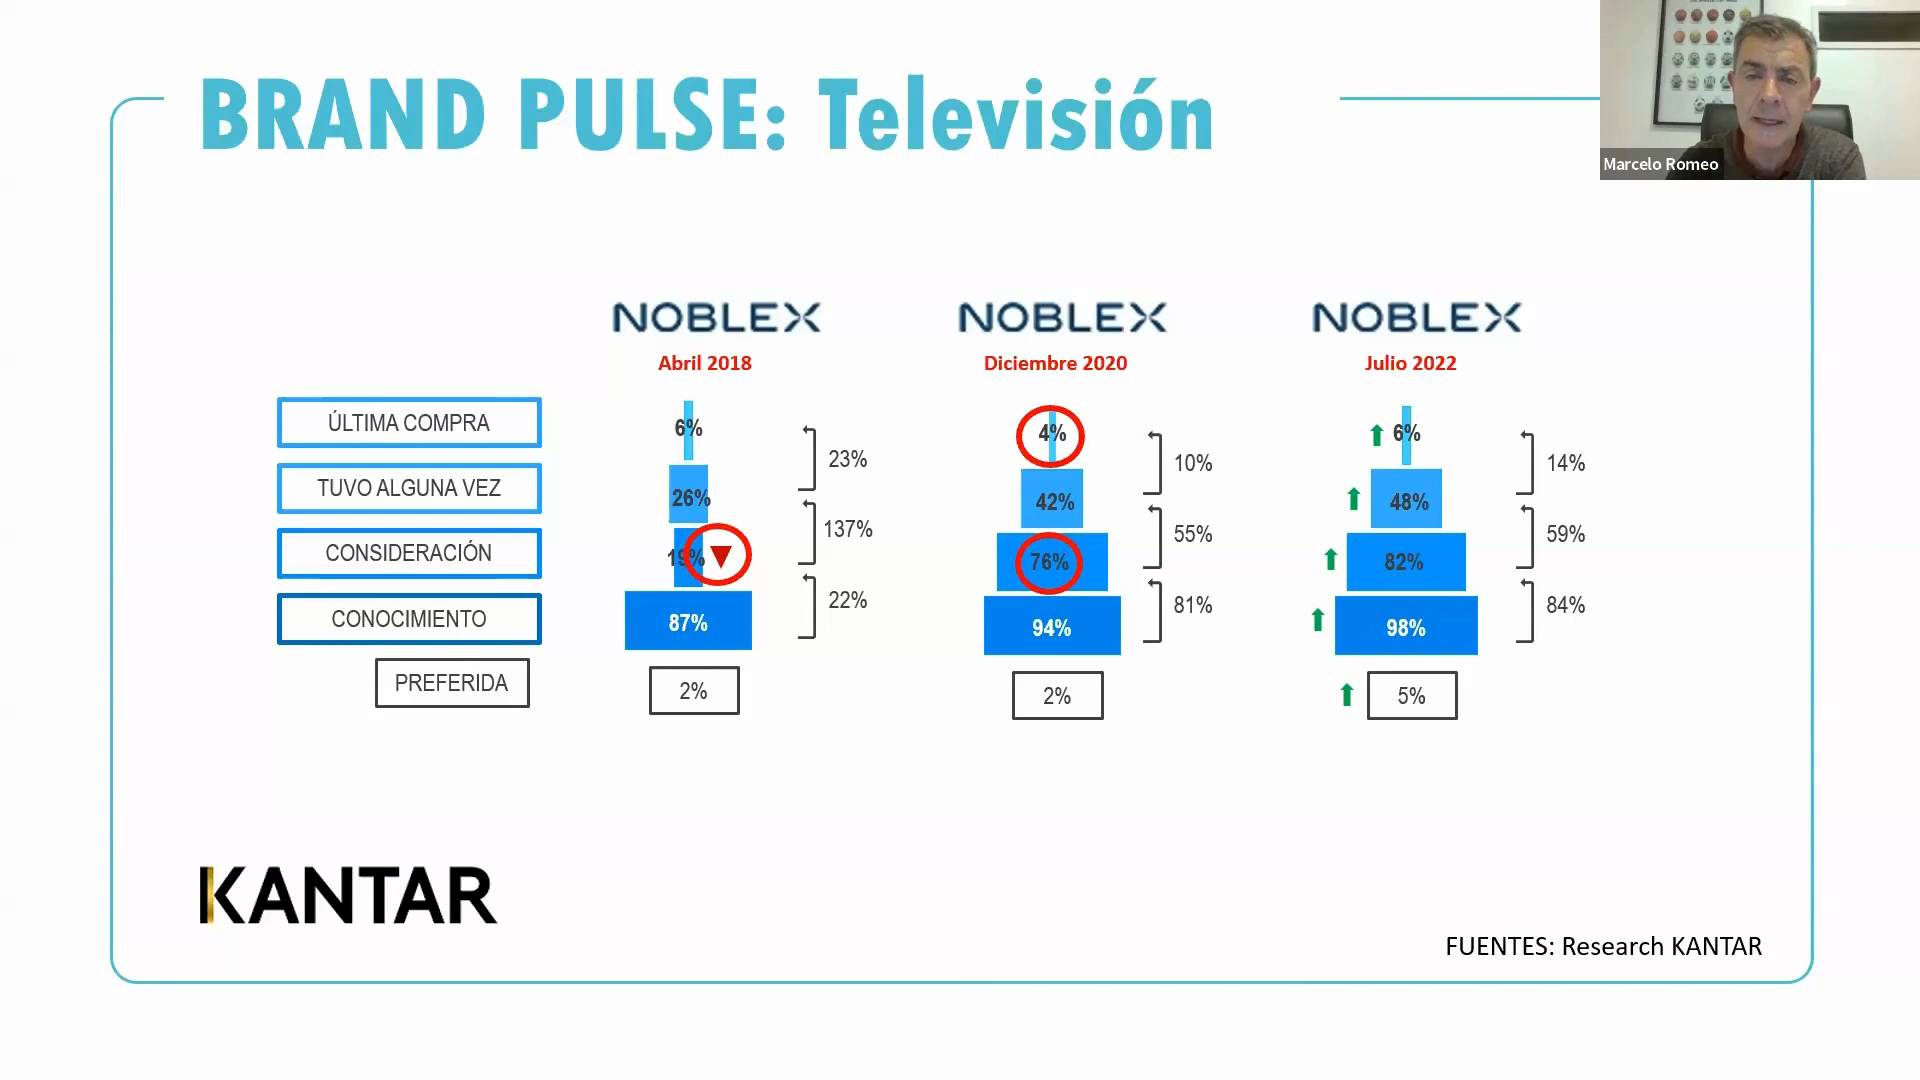 BRAND PULSE: Televisión
Marcelo Romeo
NOBLEX NOBLEX NOBLEX
Abril 2018 Diciembre 2020 Julio 2022
ÚLTIMA COMPRA 6% 4% 6%
23% 10% 14%
TUVO ALGUNA VEZ 26% 42% 48%
137% 55% 59%
CONSIDERACIÓN 19% 76% 82%
22% 81% 84%
CONOCIMIENTO 87% 94% 98%
PREFERIDA 2% 2% 5%
KANTAR
FUENTES: Research KANTAR